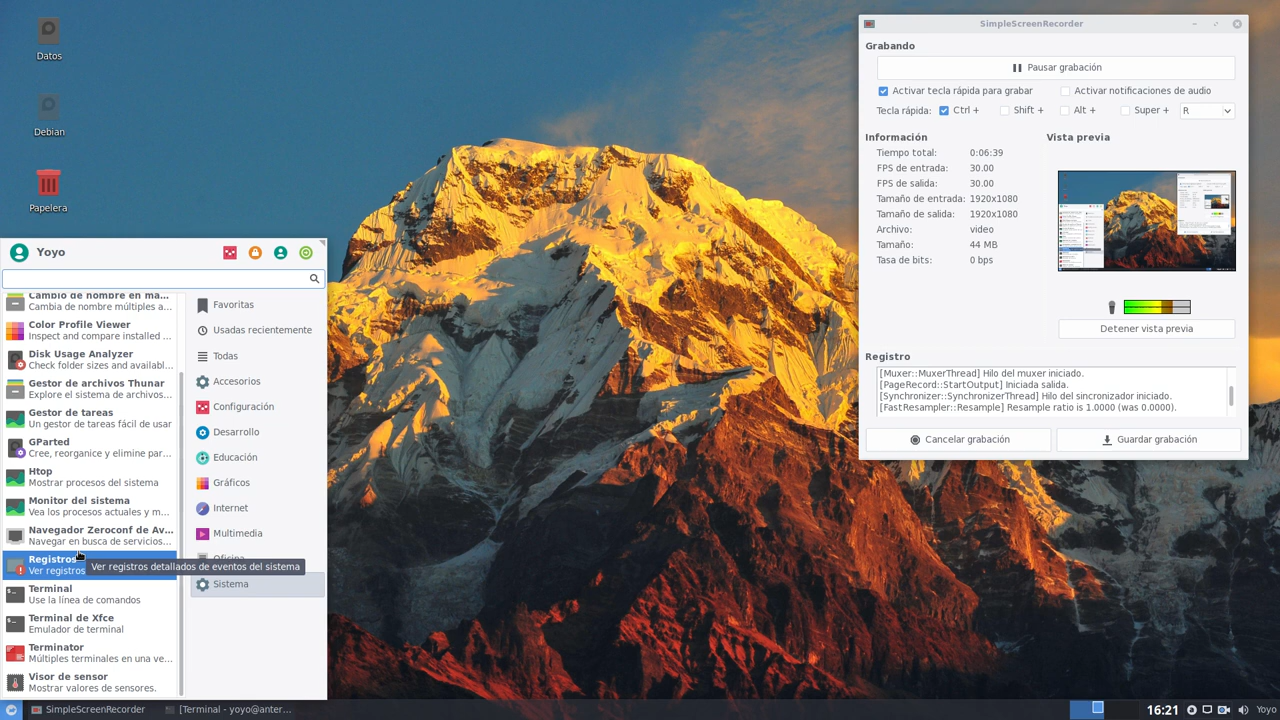 Datos
Debian
Papelera
SimpleScreenRecorder
Grabando
Pausar grabación
Activar tecla rápida para grabar
Activar notificaciones de audio
Tecla rápida: Ctrl + Shift + Alt + Super + R
Información
Tiempo total: 0:06:39
FPS de entrada: 30.00
FPS de salida: 30.00
Tamaño de entrada: 1920x1080
Tamaño de salida: 1920x1080
Archivo: video
Tamaño: 44 MB
Tasa de bits: 0 bps
Vista previa
Detener vista previa
Registro
[Muxer::MuxerThread] Hilo del muxer iniciado.
[PageRecord::StartOutput] Iniciada salida.
[Synchronizer::SynchronizerThread] Hilo del sincronizador iniciado.
[FastResampler::Resample] Resample ratio is 1.0000 (was 0.0000).
Cancelar grabación
Guardar grabación
Yoyo
Cambio de nombre en ma...
Cambia de nombre múltiples a...
Color Profile Viewer
Inspect and compare installed ...
Disk Usage Analyzer
Check folder sizes and availabl...
Gestor de archivos Thunar
Explore el sistema de archivos...
Gestor de tareas
Un gestor de tareas fácil de usar
GParted
Cree, reorganice y elimine par...
Htop
Mostrar procesos del sistema
Monitor del sistema
Vea los procesos actuales y m...
Navegador Zeroconf de Av...
Navegar en busca de servicios...
Registros
Ver registros
Ver registros detallados de eventos del sistema
Terminal
Use la línea de comandos
Terminal de Xfce
Emulador de terminal
Terminator
Múltiples terminales en una ve...
Visor de sensor
Mostrar valores de sensores.
Favoritas
Usadas recientemente
Todas
Accesorios
Configuración
Desarrollo
Educación
Gráficos
Internet
Multimedia
Oficina
Sistema
SimpleScreenRecorder
[Terminal - yoyo@anter...
16:21
Yoyo